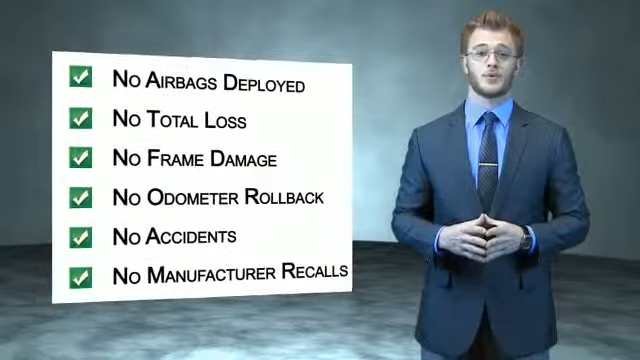 No Airbags Deployed
No Total Loss
No Frame Damage
No Odometer Rollback
No Accidents
No Manufacturer Recalls